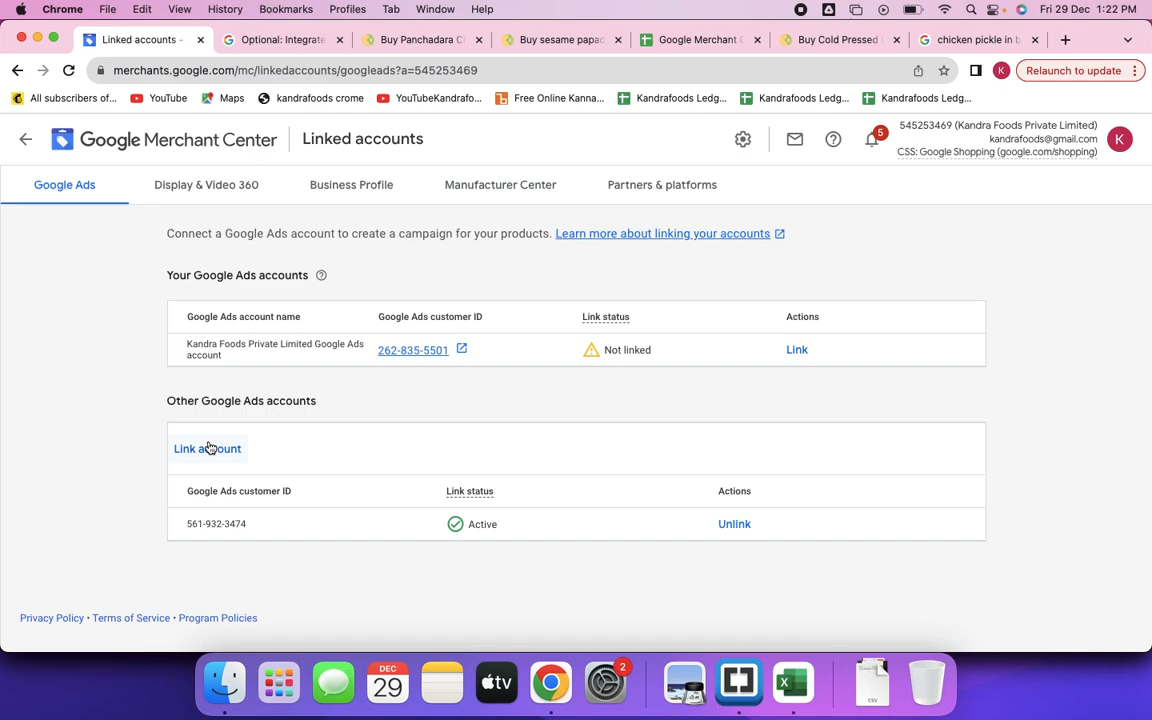 Chrome File Edit View History Bookmarks Profiles Tab Window Help Fri 29 Dec 1:22 PM
Linked accounts - Optional: Integrate Buy Panchadara C Buy sesame papad Google Merchant C Buy Cold Pressed chicken pickle in b
merchants.google.com/mc/linkedaccounts/googleads?a=545253469 K Relaunch to update
All subscribers of... YouTube Maps kandrafoods crome YouTubeKandrafo... Free Online Kanna... Kandrafoods Ledg... Kandrafoods Ledg... Kandrafoods Ledg...
Google Merchant Center Linked accounts 5 545253469 (Kandra Foods Private Limited)
kandrafoods@gmail.com K
CSS: Google Shopping (google.com/shopping)
Google Ads Display & Video 360 Business Profile Manufacturer Center Partners & platforms
Connect a Google Ads account to create a campaign for your products. Learn more about linking your accounts
Your Google Ads accounts
Google Ads account name Google Ads customer ID Link status Actions
Kandra Foods Private Limited Google Ads
account 262-835-5501 Not linked Link
Other Google Ads accounts
Link account
Google Ads customer ID Link status Actions
561-932-3474 Active Unlink
Privacy Policy • Terms of Service • Program Policies
DEC
29 tv 2 CSV